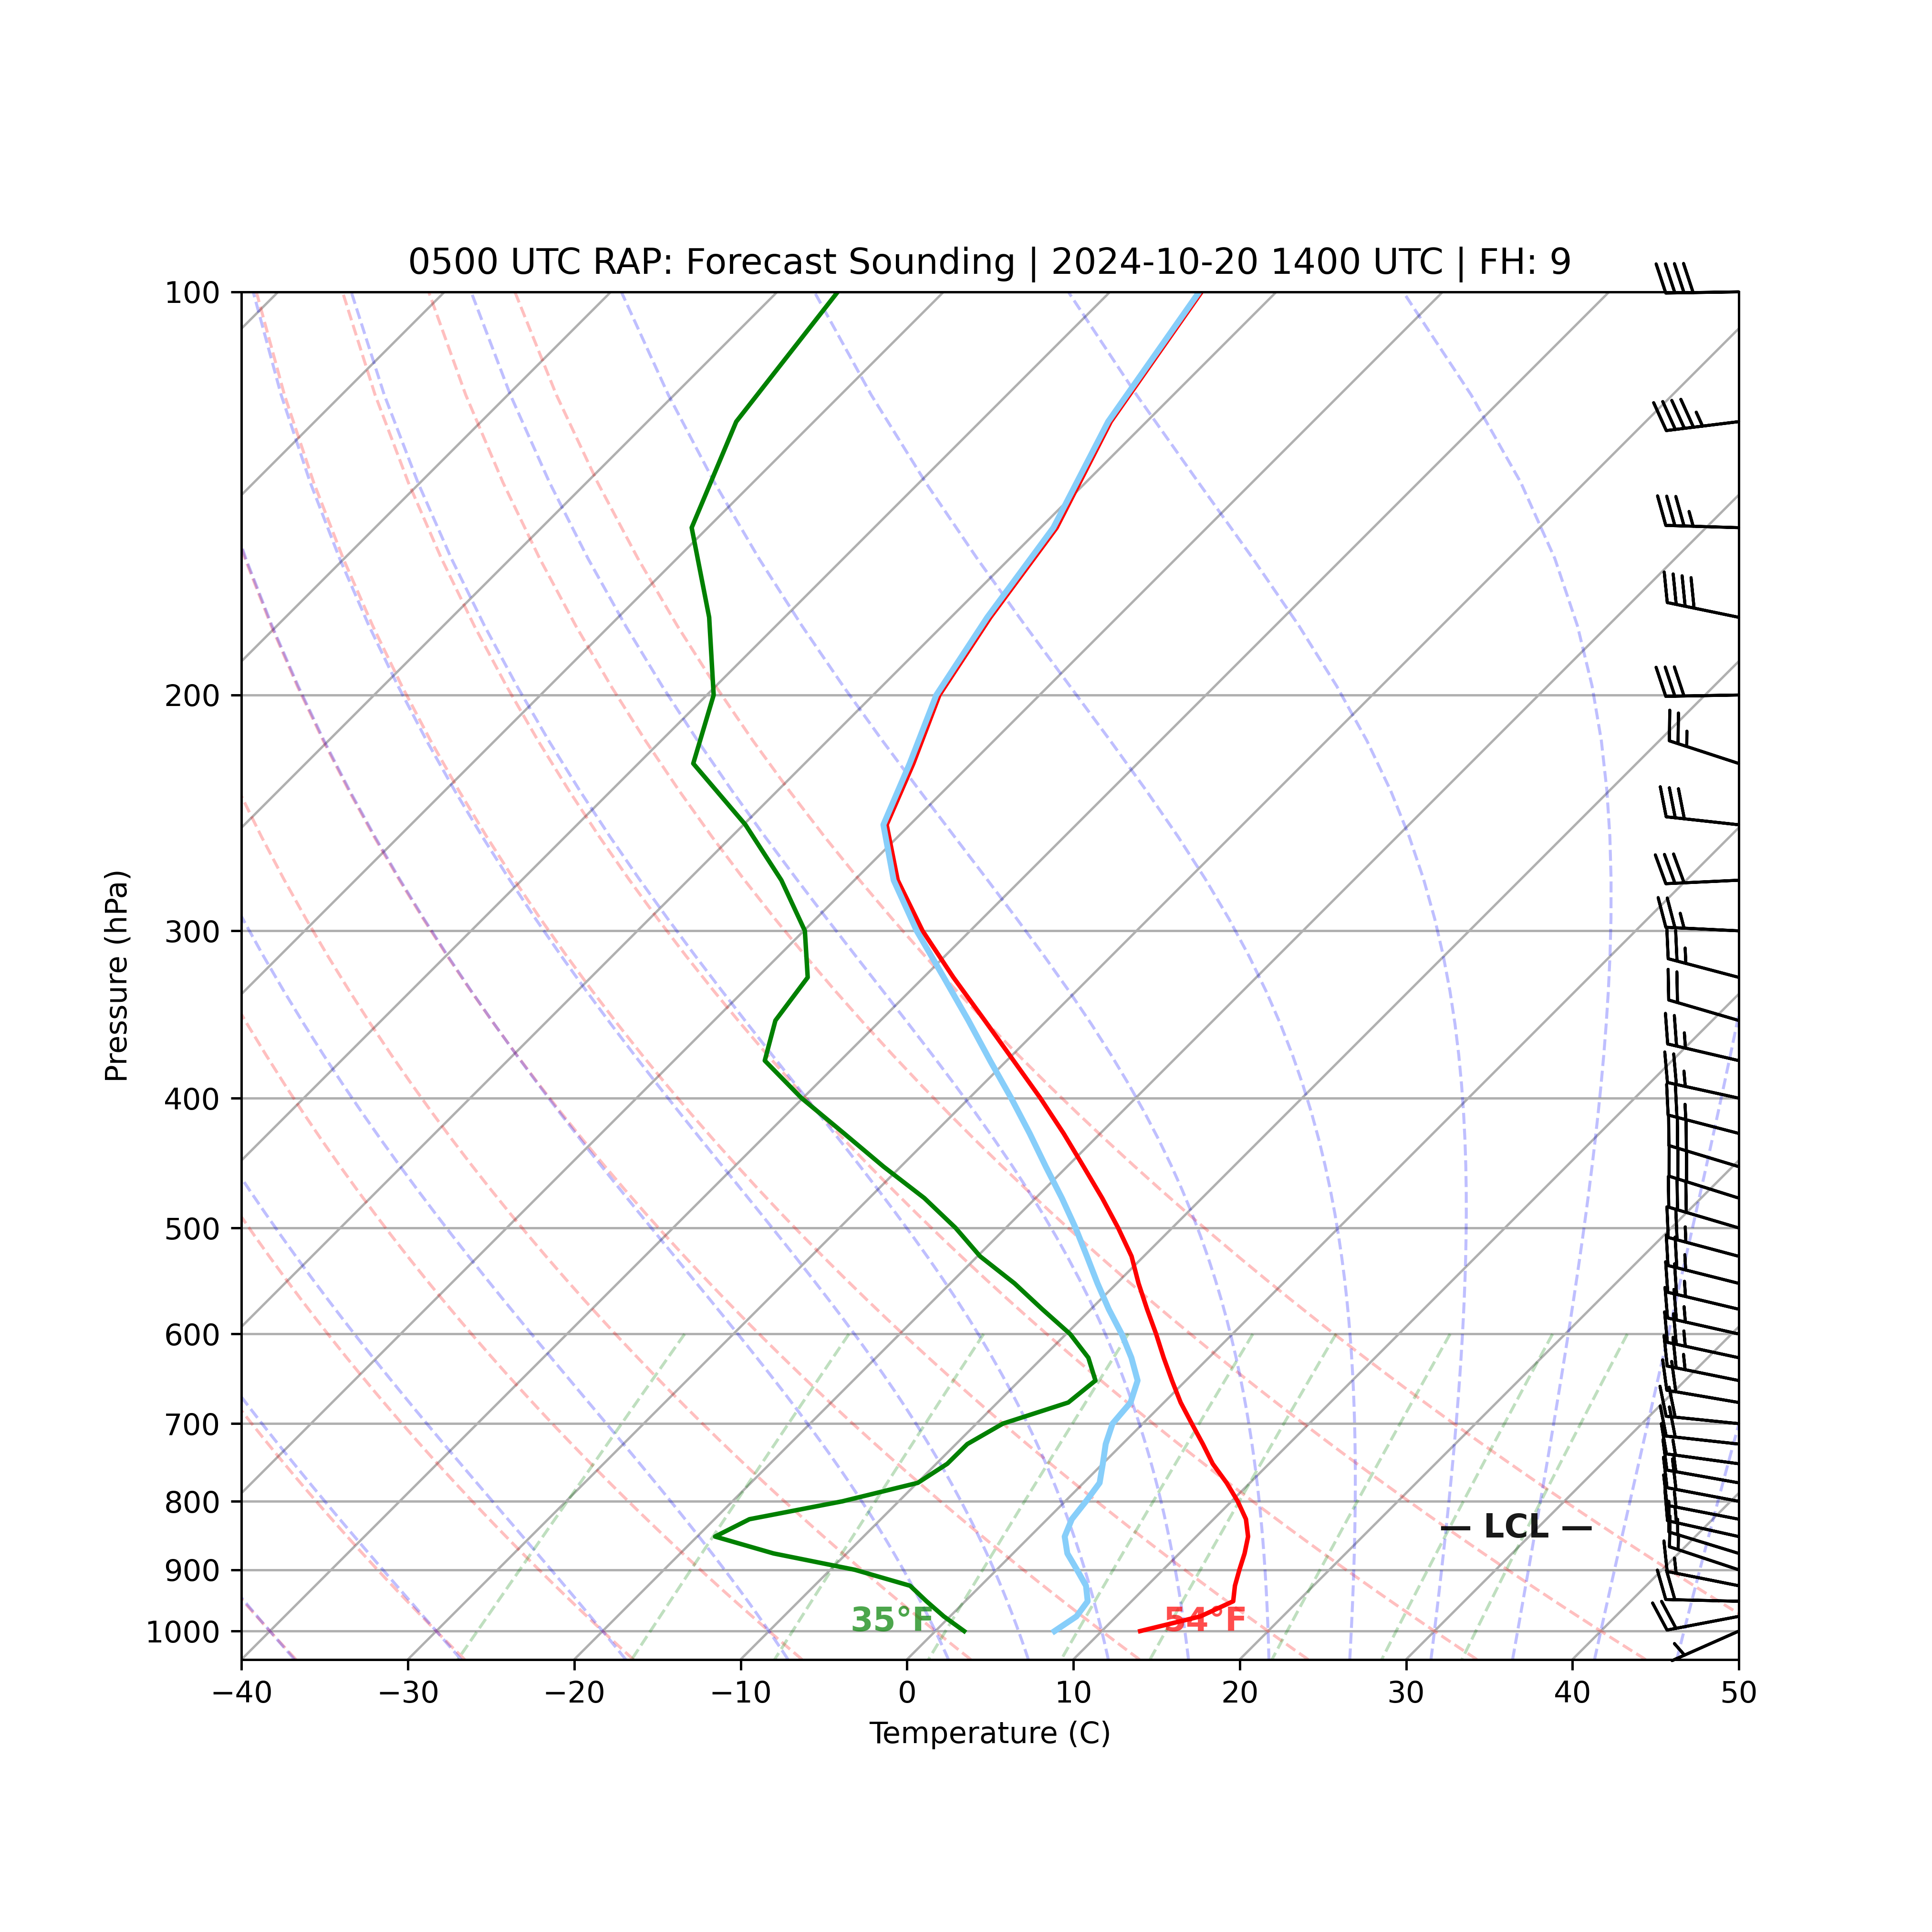 0500 UTC RAP: Forecast Sounding | 2024-10-20 1400 UTC | FH: 9
100
200
300
400
500
600
700
800
900
1000
Pressure (hPa)
— LCL —
35°F
54°F
−40 −30 −20 −10 0 10 20 30 40 50
Temperature (C)